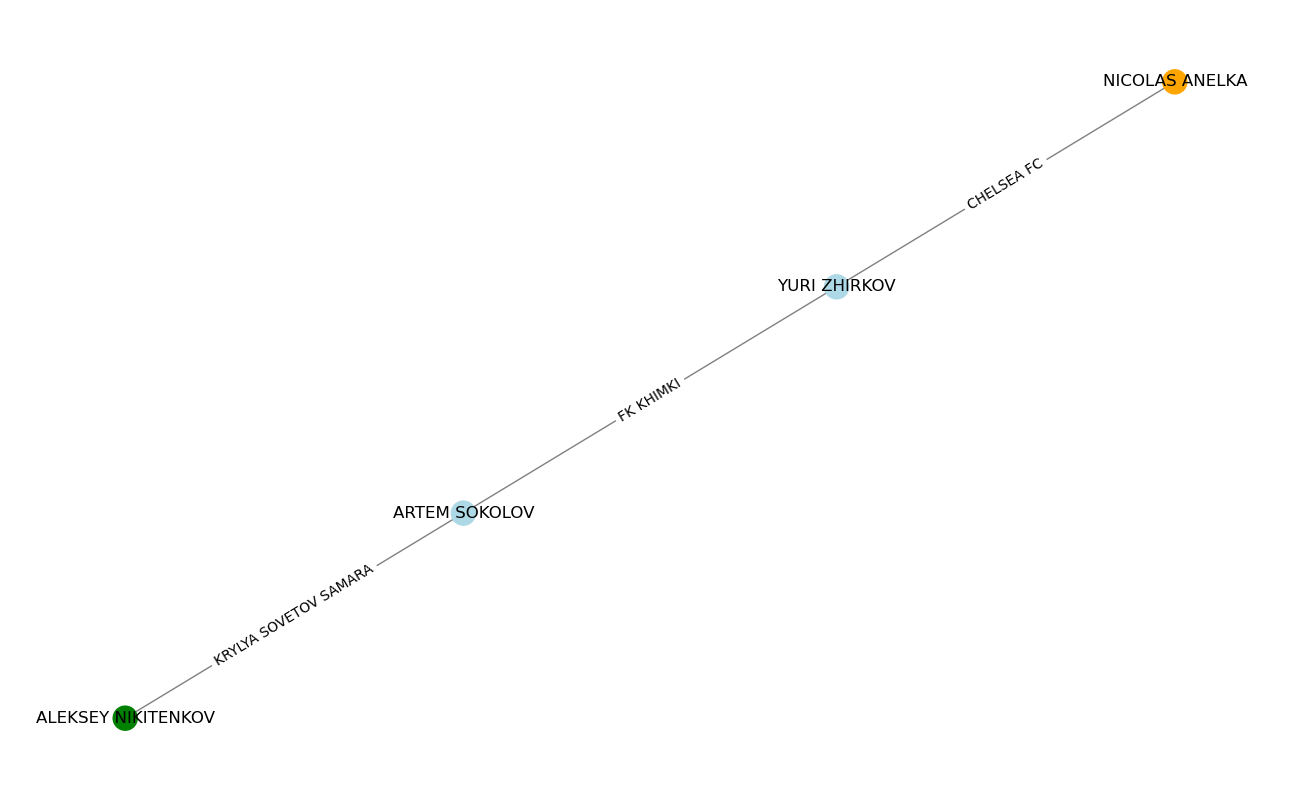 NICOLAS ANELKA
CHELSEA FC
YURI ZHIRKOV
FK KHIMKI
ARTEM SOKOLOV
KRYLYA SOVETOV SAMARA
ALEKSEY NIKITENKOV